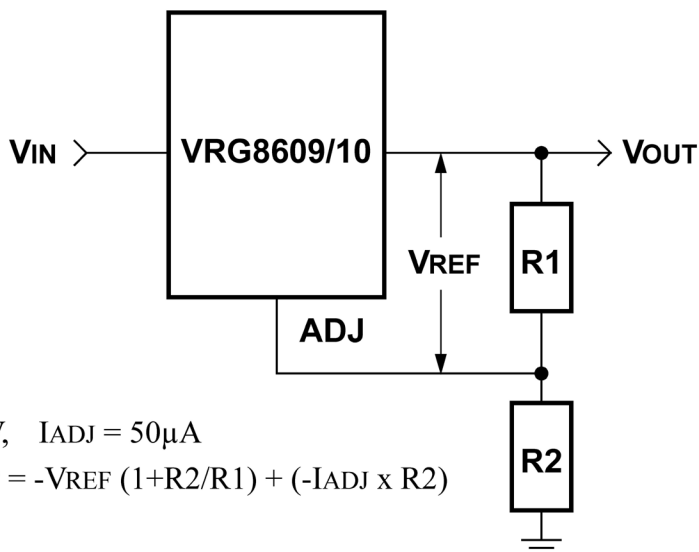 VRG8609/10
VIN
VOUT
VREF
R1
ADJ
, IADJ = 50µA
= -VREF (1+R2/R1) + (-IADJ x R2)
R2